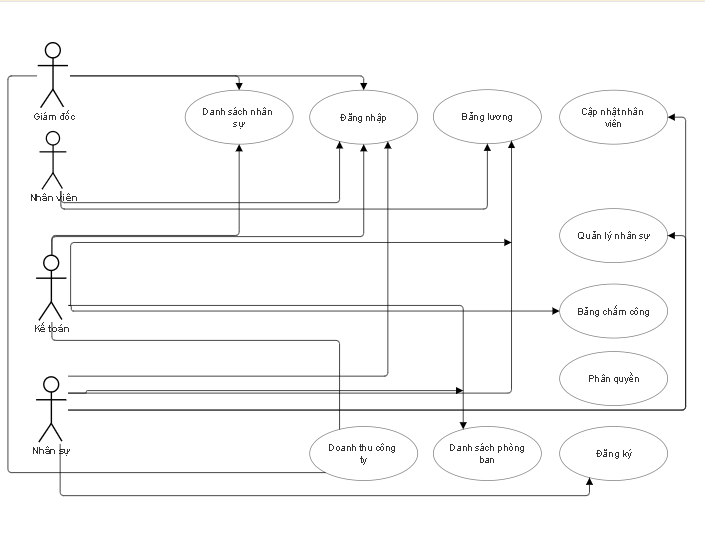 Giám đốc
Danh sách nhân
sự
Đăng nhập
Bảng lương
Cập nhật nhân
viên
Nhân viên
Quản lý nhân sự
Kế toán
Bảng chấm công
Phân quyền
Nhân sự
Doanh thu công
ty
Danh sách phòng
ban
Đăng ký